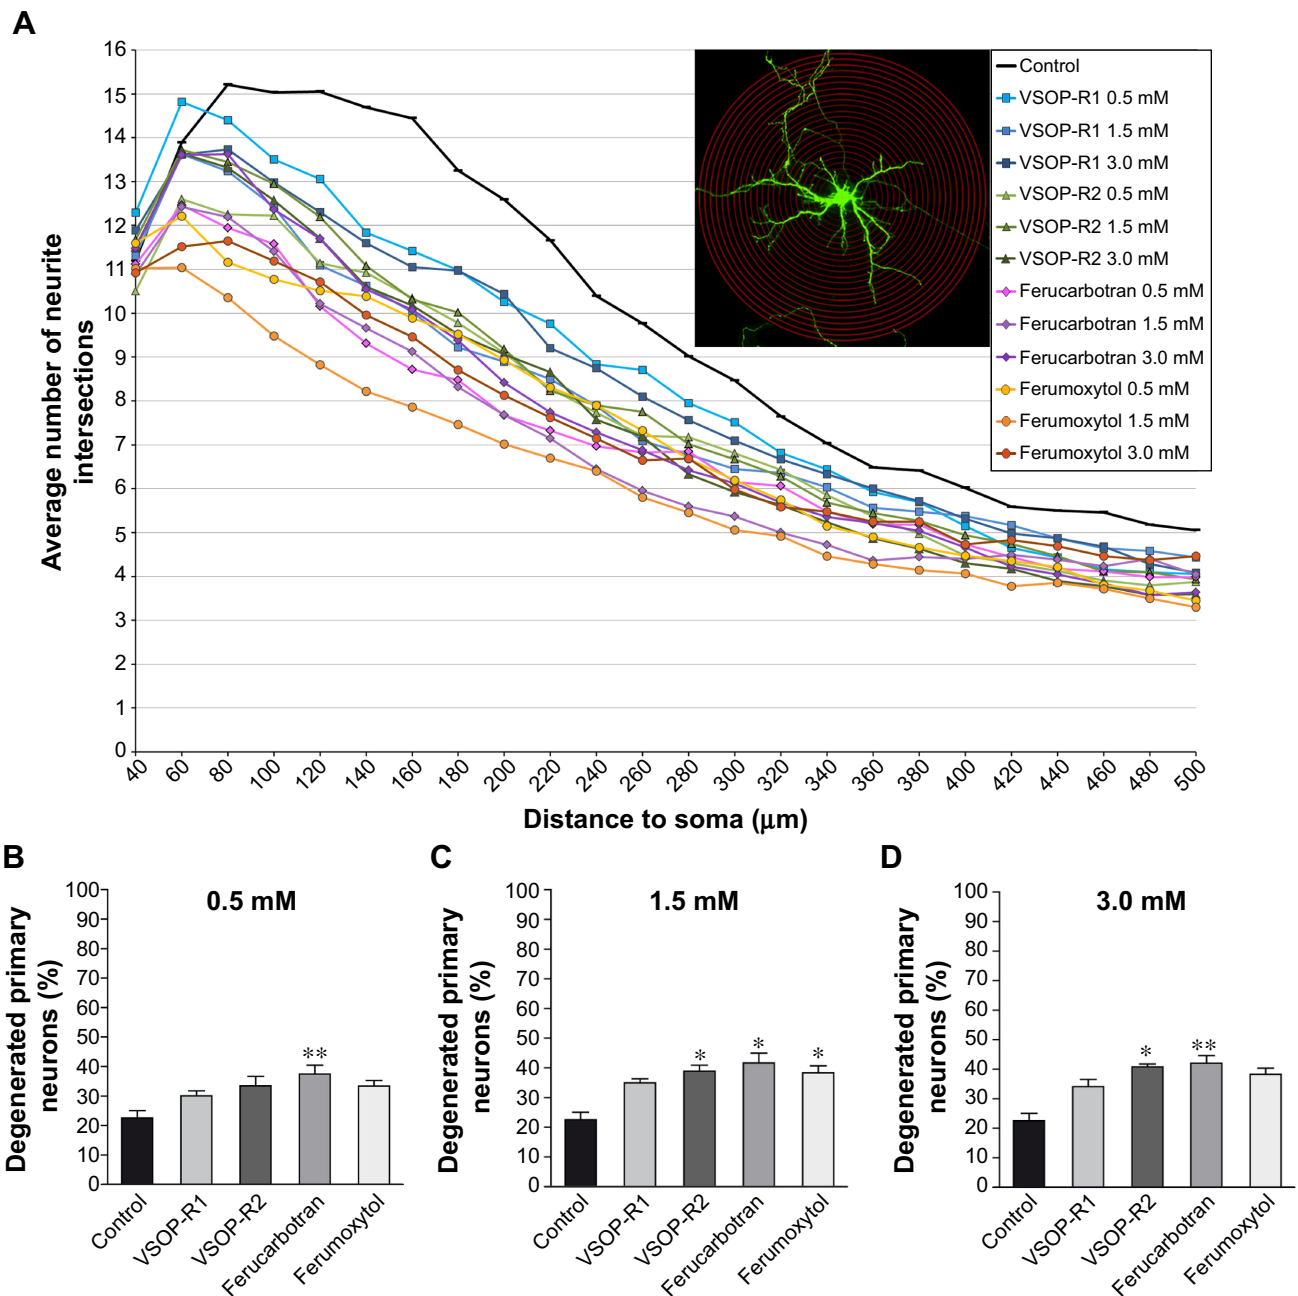 A
Average number of neurite
intersections
16
15
14
13
12
11
10
9
8
7
6
5
4
3
2
1
0
40 60 80 100 120 140 160 180 200 220 240 260 280 300 320 340 360 380 400 420 440 460 480 500
Distance to soma (μm)
Control
VSOP-R1 0.5 mM
VSOP-R1 1.5 mM
VSOP-R1 3.0 mM
VSOP-R2 0.5 mM
VSOP-R2 1.5 mM
VSOP-R2 3.0 mM
Ferucarbotran 0.5 mM
Ferucarbotran 1.5 mM
Ferucarbotran 3.0 mM
Ferumoxytol 0.5 mM
Ferumoxytol 1.5 mM
Ferumoxytol 3.0 mM
B
0.5 mM
Degenerated primary
neurons (%)
100
90
80
70
60
50
40
30
20
10
0
**
Control
VSOP-R1
VSOP-R2
Ferucarbotran
Ferumoxytol
C
1.5 mM
Degenerated primary
neurons (%)
100
90
80
70
60
50
40
30
20
10
0
* * *
Control
VSOP-R1
VSOP-R2
Ferucarbotran
Ferumoxytol
D
3.0 mM
Degenerated primary
neurons (%)
100
90
80
70
60
50
40
30
20
10
0
* **
Control
VSOP-R1
VSOP-R2
Ferucarbotran
Ferumoxytol